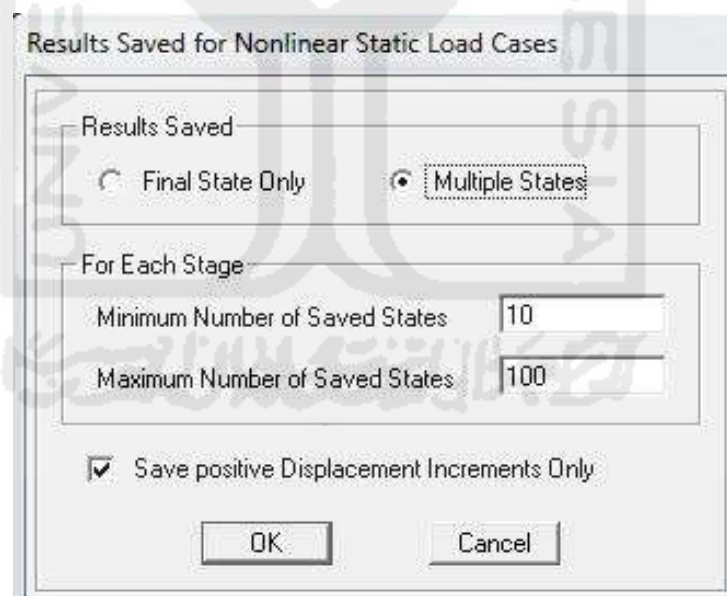 Results Saved for Nonlinear Static Load Cases
Results Saved
Final State Only
Multiple States
For Each Stage
Minimum Number of Saved States 10
Maximum Number of Saved States 100
Save positive Displacement Increments Only
OK
Cancel